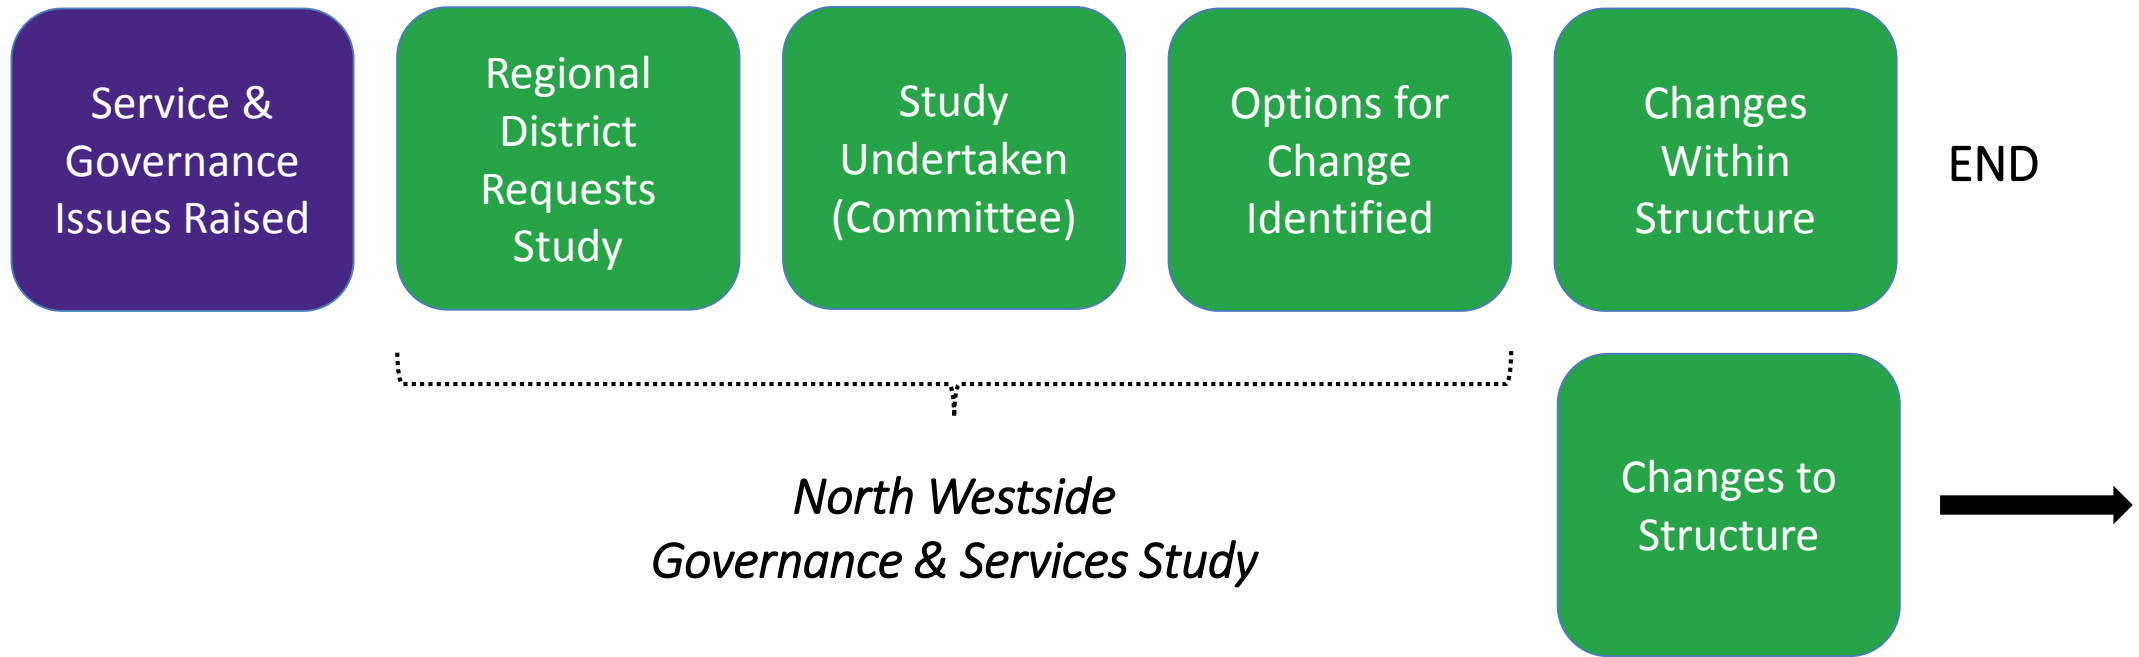 Service &
Governance
Issues Raised
Regional
District
Requests
Study
Study
Undertaken
(Committee)
Options for
Change
Identified
Changes
Within
Structure
END
North Westside
Governance & Services Study
Changes to
Structure